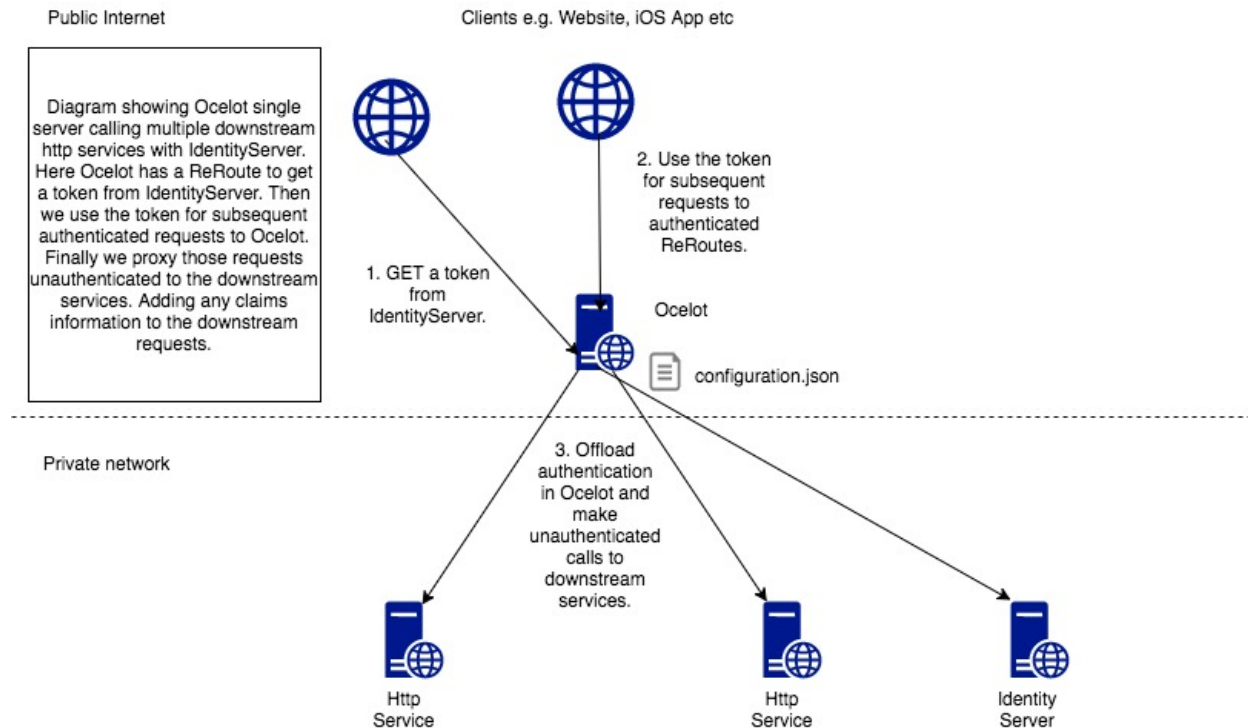 Public Internet
Clients e.g. Website, iOS App etc
Diagram showing Ocelot single
server calling multiple downstream
http services with IdentityServer.
Here Ocelot has a ReRoute to get
a token from IdentityServer. Then
we use the token for subsequent
authenticated requests to Ocelot.
Finally we proxy those requests
unauthenticated to the downstream
services. Adding any claims
information to the downstream
requests.
2. Use the token
for subsequent
requests to
authenticated
ReRoutes.
1. GET a token
from
IdentityServer.
Ocelot
configuration.json
Private network
3. Offload
authentication
in Ocelot and
make
unauthenticated
calls to
downstream
services.
Http
Service
Http
Service
Identity
Server